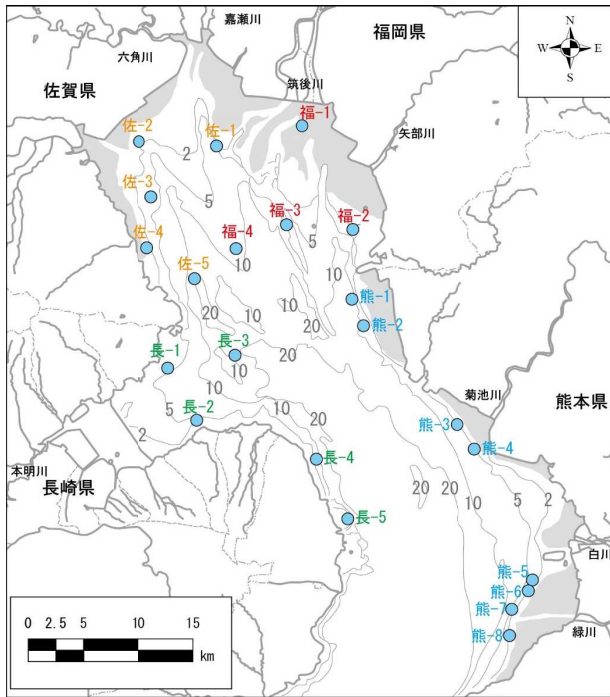 嘉瀬川
福岡県
N
W E
S
六角川
佐賀県
筑後川
福-1
矢部川
佐-2
佐-1
2
佐-3
5
福-3
福-2
佐-4
福-4
5
10
佐-5
10
熊-1
20
10
10
20
熊-2
長-3
20
長-1
10
菊池川
10
熊本県
5
長-2
10
20
熊-3
2
熊-4
本明川
長-4
長崎県
20
20
10
5
2
長-5
白川
熊-5
熊-6
熊-7
緑川
熊-8
0 2.5 5 10 15
km